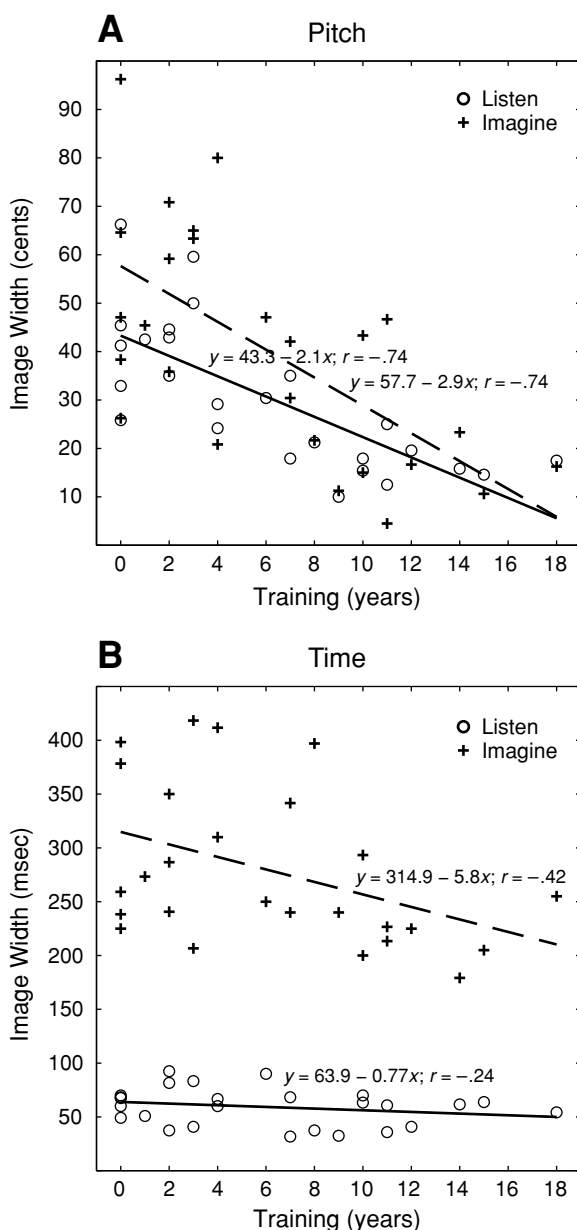 A
Pitch
Listen
Imagine
Image Width (cents)
90
80
70
60
50
40
30
20
10
y = 43.3 – 2.1x; r = –.74
y = 57.7 – 2.9x; r = –.74
0 2 4 6 8 10 12 14 16 18
Training (years)
B
Time
Listen
Imagine
Image Width (msec)
400
350
300
250
200
150
100
50
y = 314.9 – 5.8x; r = –.42
y = 63.9 – 0.77x; r = –.24
0 2 4 6 8 10 12 14 16 18
Training (years)